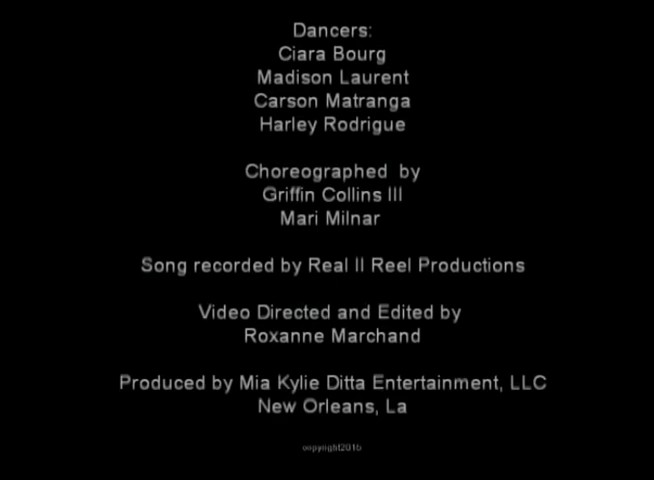 Dancers:
Ciara Bourg
Madison Laurent
Carson Matranga
Harley Rodrigue
Choreographed by
Griffin Collins III
Mari Milnar
Song recorded by Real II Reel Productions
Video Directed and Edited by
Roxanne Marchand
Produced by Mia Kylie Ditta Entertainment, LLC
New Orleans, La